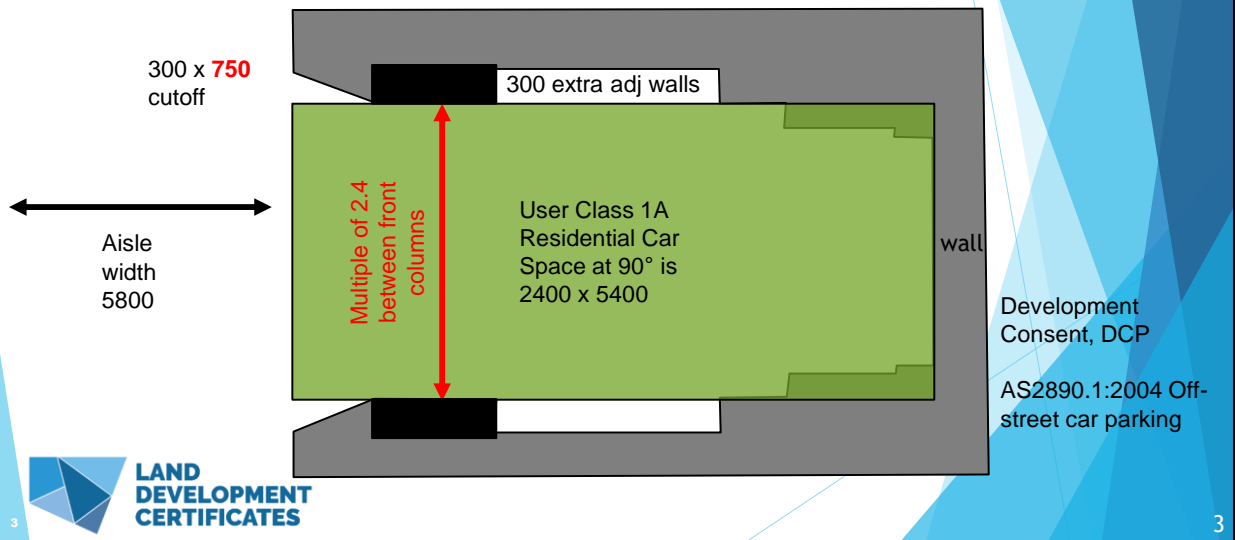 300 x 750
cutoff
300 extra adj walls
Multiple of 2.4
between front
columns
User Class 1A
Residential Car
Space at 90° is
2400 x 5400
wall
Aisle
width
5800
Development
Consent, DCP
AS2890.1:2004 Off-
street car parking
LAND
DEVELOPMENT
CERTIFICATES
3
3